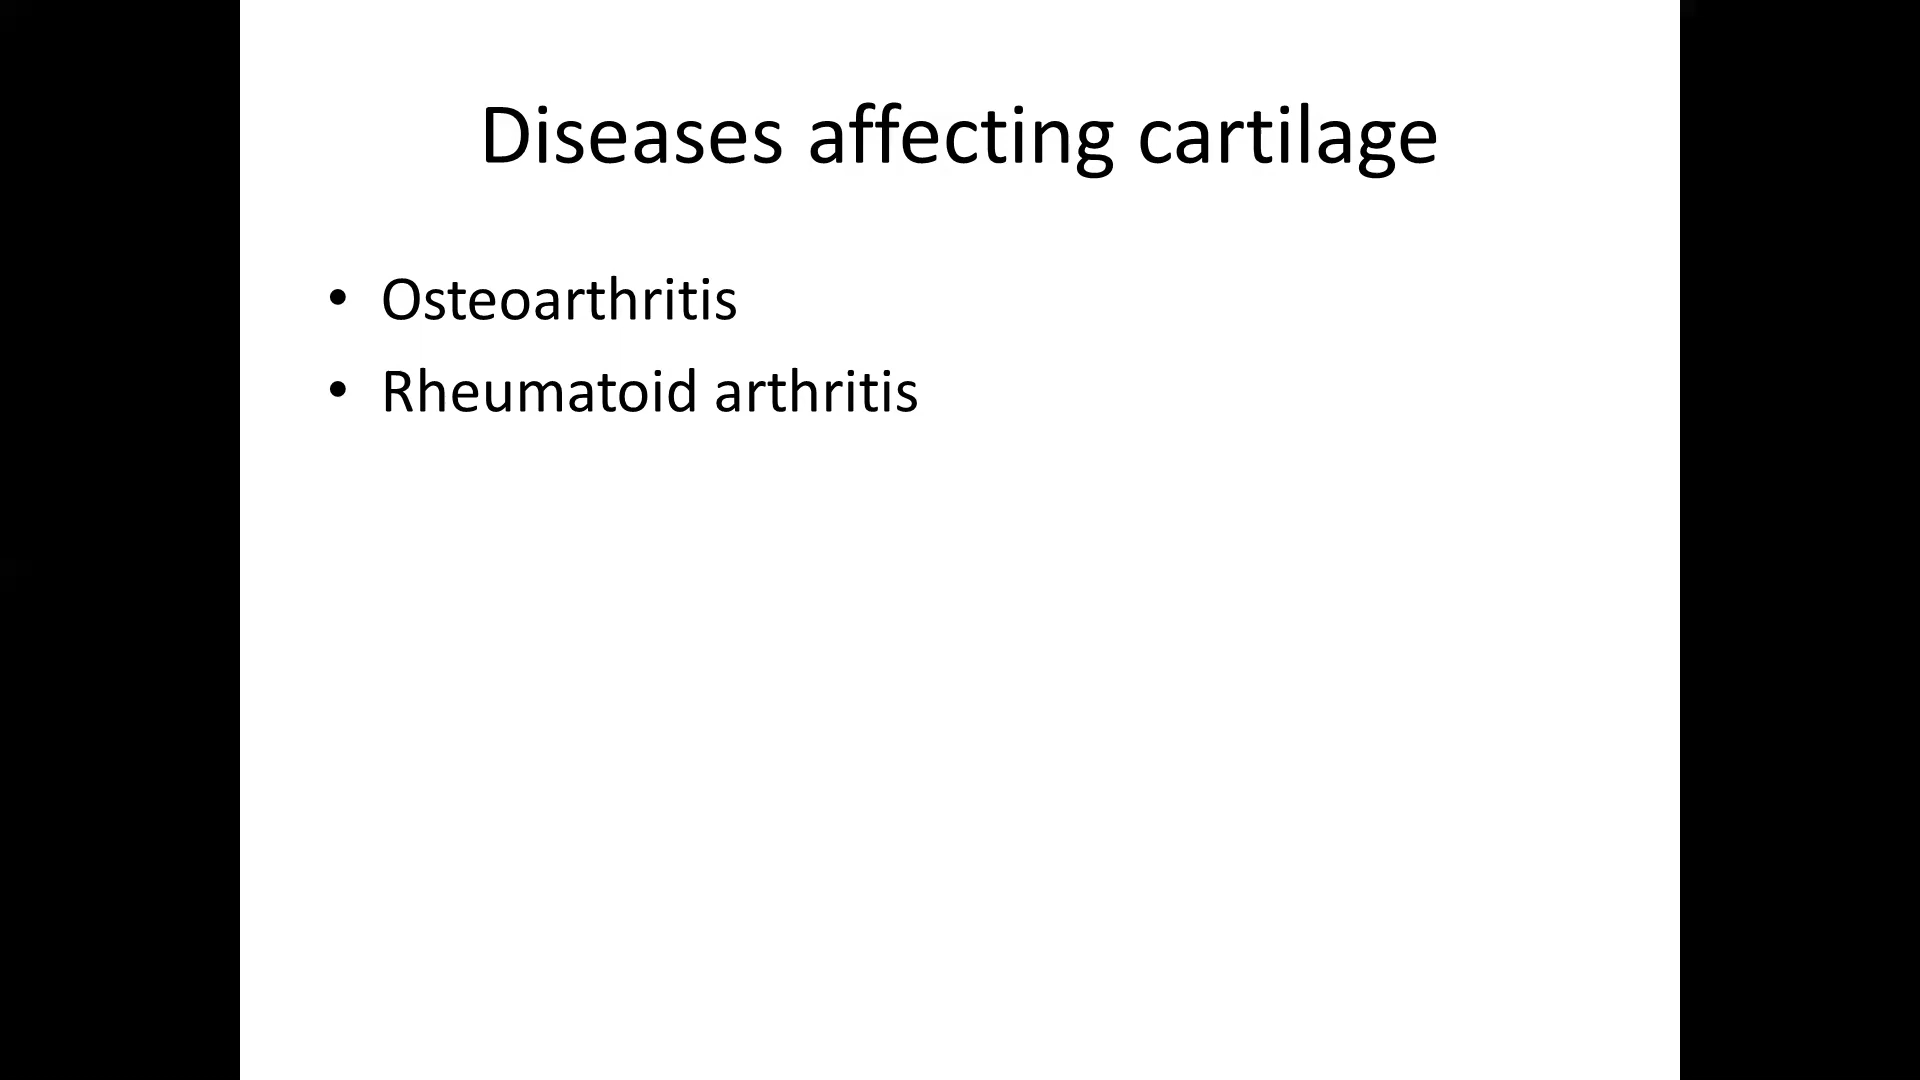 Diseases affecting cartilage
• Osteoarthritis
• Rheumatoid arthritis